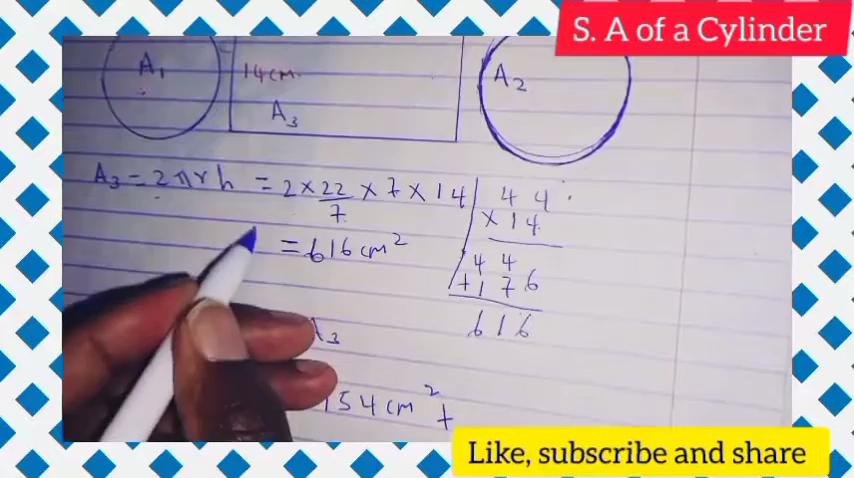 S. A of a Cylinder
A₁
14cm
A₂
A₃
A₃ = 2πrh = 2 × 22/7 × 7 × 14
= 616 cm²
44
× 14
44
+ 176
616
A₃
154 cm² +
Like, subscribe and share